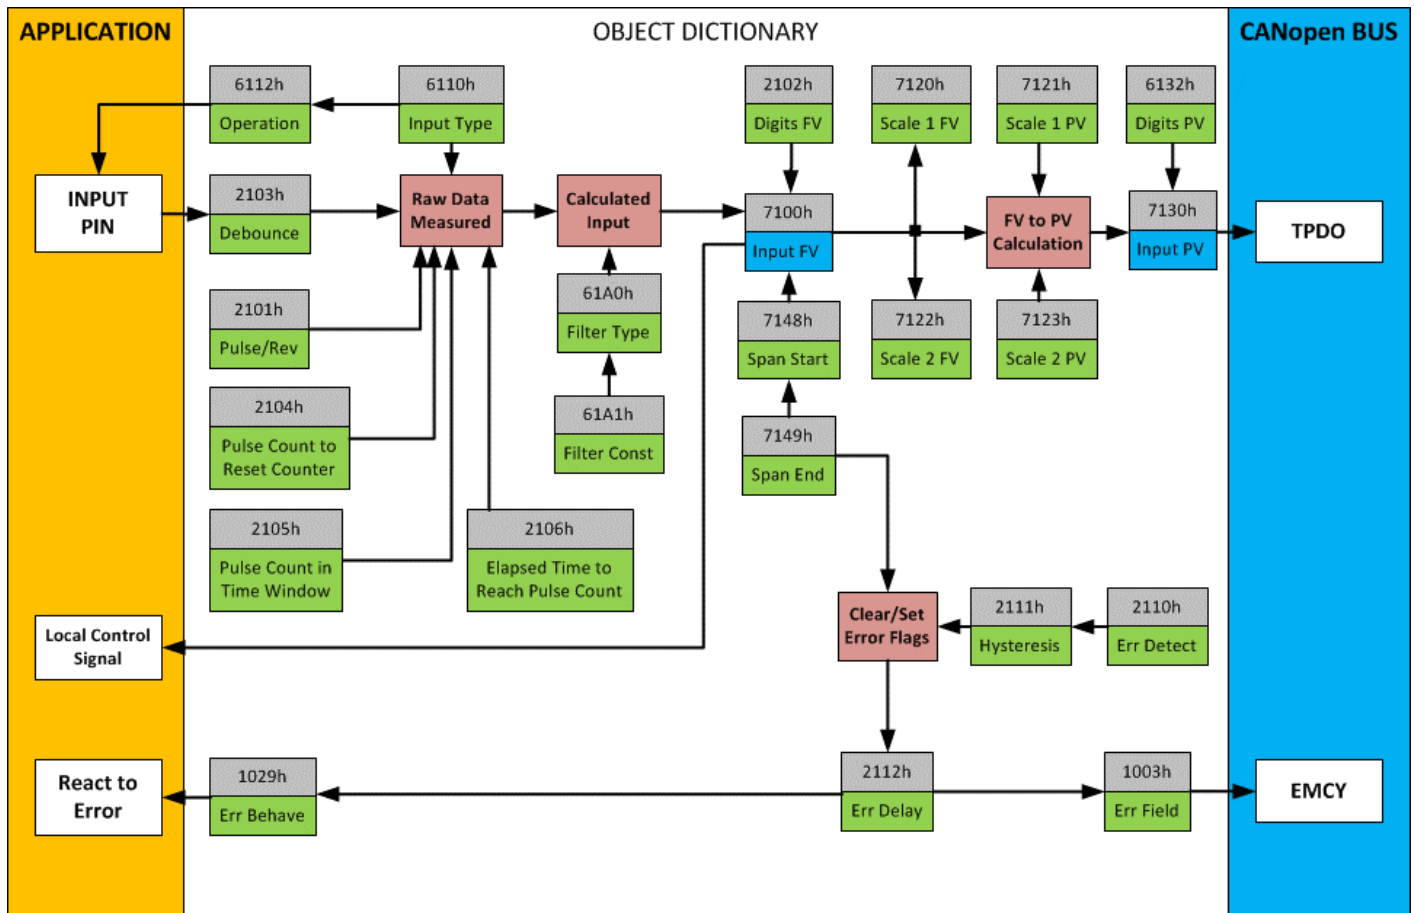 APPLICATION
OBJECT DICTIONARY
CANopen BUS
6112h
Operation
6110h
Input Type
2102h
Digits FV
7120h
Scale 1 FV
7121h
Scale 1 PV
6132h
Digits PV
INPUT
PIN
2103h
Debounce
Raw Data
Measured
Calculated
Input
7100h
Input FV
FV to PV
Calculation
7130h
Input PV
TPDO
2101h
Pulse/Rev
61A0h
Filter Type
7148h
Span Start
7122h
Scale 2 FV
7123h
Scale 2 PV
2104h
Pulse Count to
Reset Counter
61A1h
Filter Const
7149h
Span End
2105h
Pulse Count in
Time Window
2106h
Elapsed Time to
Reach Pulse Count
Local Control
Signal
Clear/Set
Error Flags
2111h
Hysteresis
2110h
Err Detect
React to
Error
1029h
Err Behave
2112h
Err Delay
1003h
Err Field
EMCY